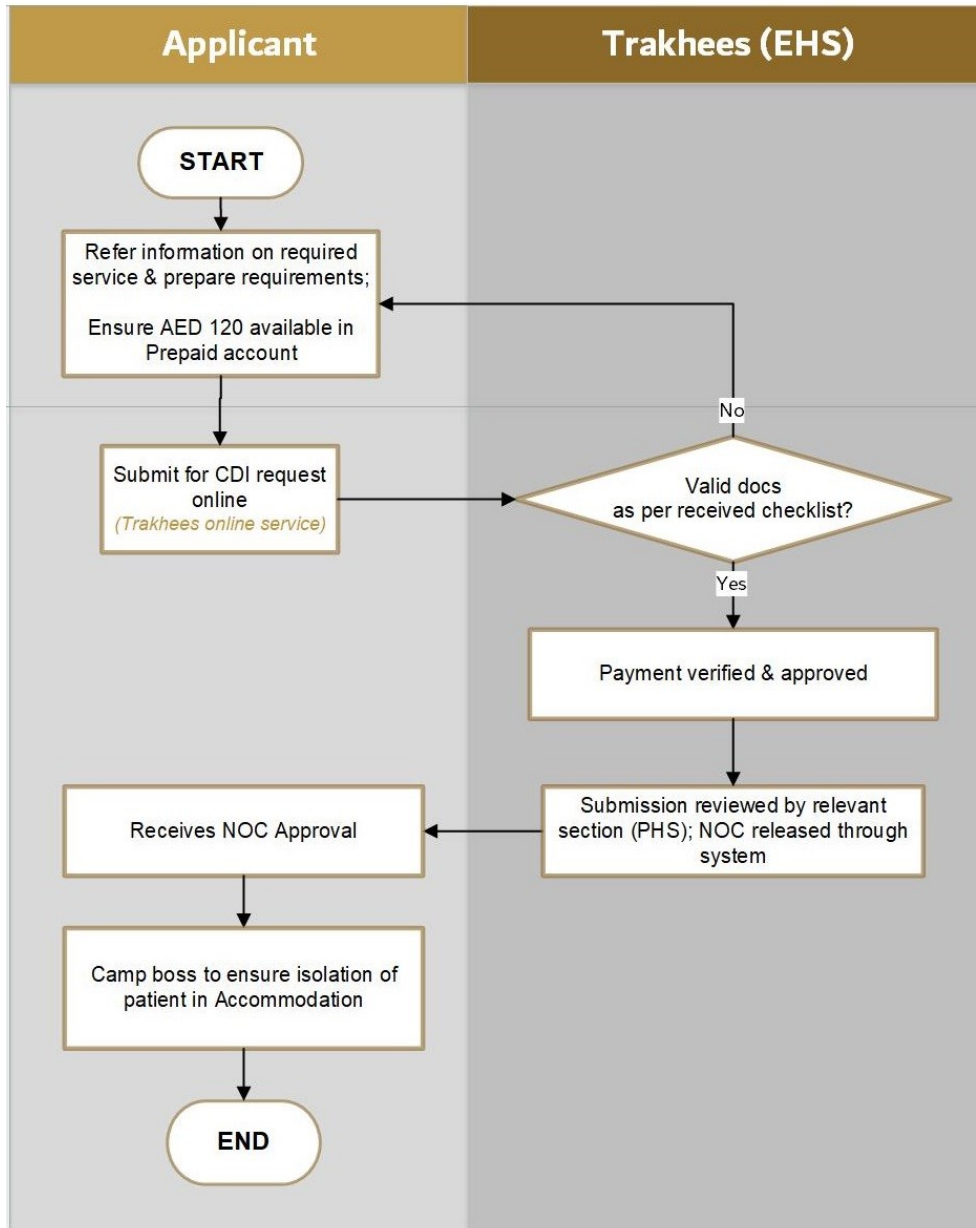 Applicant
Trakhees (EHS)
START
Refer information on required
service & prepare requirements;
Ensure AED 120 available in
Prepaid account
No
Submit for CDI request
online
(Trakhees online service)
Valid docs
as per received checklist?
Yes
Payment verified & approved
Submission reviewed by relevant
section (PHS); NOC released through
system
Receives NOC Approval
Camp boss to ensure isolation of
patient in Accommodation
END